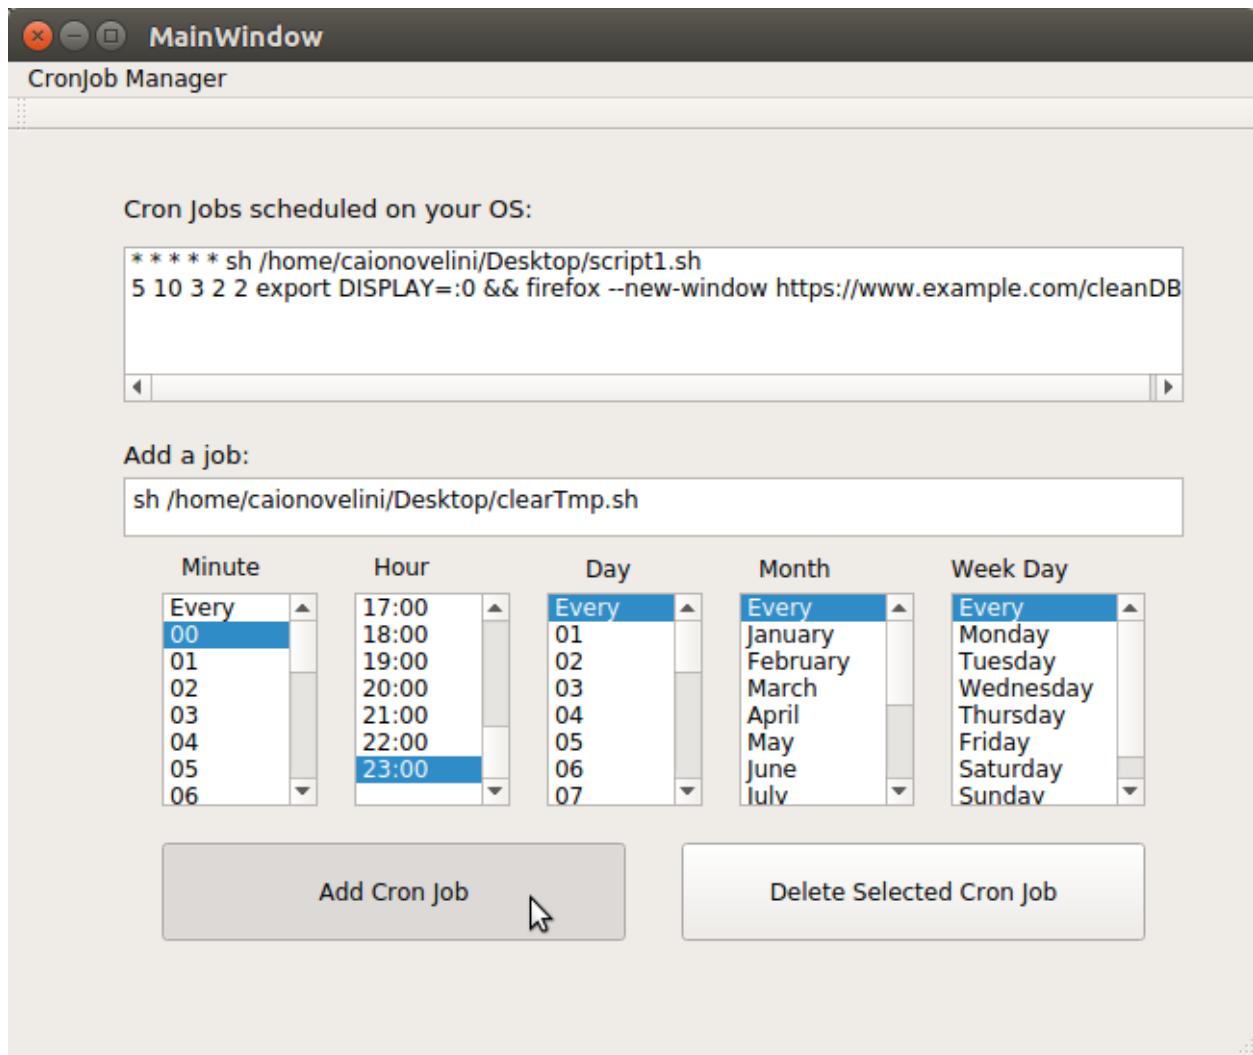 MainWindow
CronJob Manager
Cron Jobs scheduled on your OS:
* * * * * sh /home/caionovelini/Desktop/script1.sh
5 10 3 2 2 export DISPLAY=:0 && firefox --new-window https://www.example.com/cleanDB
Add a job:
sh /home/caionovelini/Desktop/clearTmp.sh
Minute Hour Day Month Week Day
Every 17:00 Every Every Every
00 18:00 01 January Monday
01 19:00 02 February Tuesday
02 20:00 03 March Wednesday
03 21:00 04 April Thursday
04 22:00 05 May Friday
05 23:00 06 June Saturday
06 07 July Sunday
Add Cron Job Delete Selected Cron Job